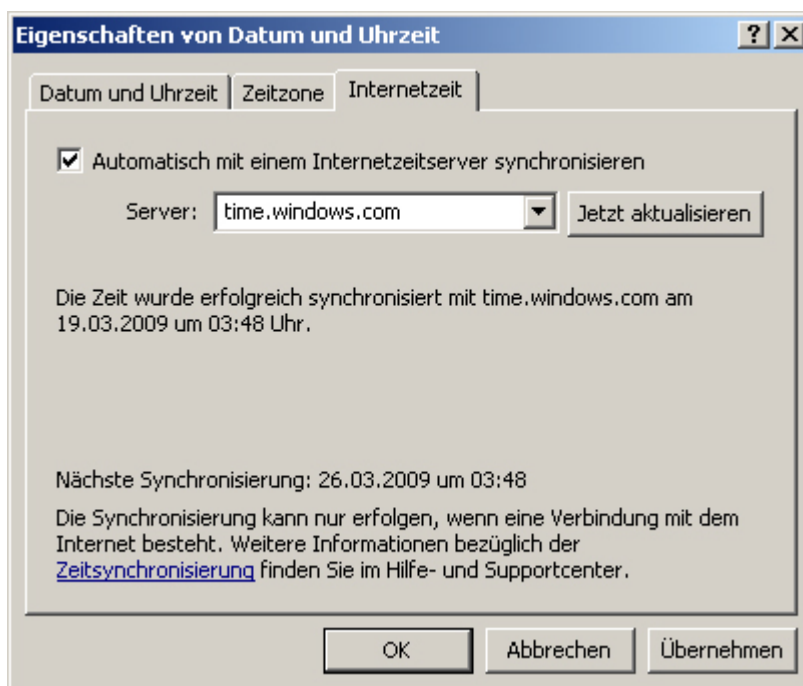 Eigenschaften von Datum und Uhrzeit
Datum und Uhrzeit
Zeitzone
Internetzeit
Automatisch mit einem Internetzeitserver synchronisieren
Server: time.windows.com
Jetzt aktualisieren
Die Zeit wurde erfolgreich synchronisiert mit time.windows.com am
19.03.2009 um 03:48 Uhr.
Nächste Synchronisierung: 26.03.2009 um 03:48
Die Synchronisierung kann nur erfolgen, wenn eine Verbindung mit dem
Internet besteht. Weitere Informationen bezüglich der
Zeitsynchronisierung finden Sie im Hilfe- und Supportcenter.
OK
Abbrechen
Übernehmen